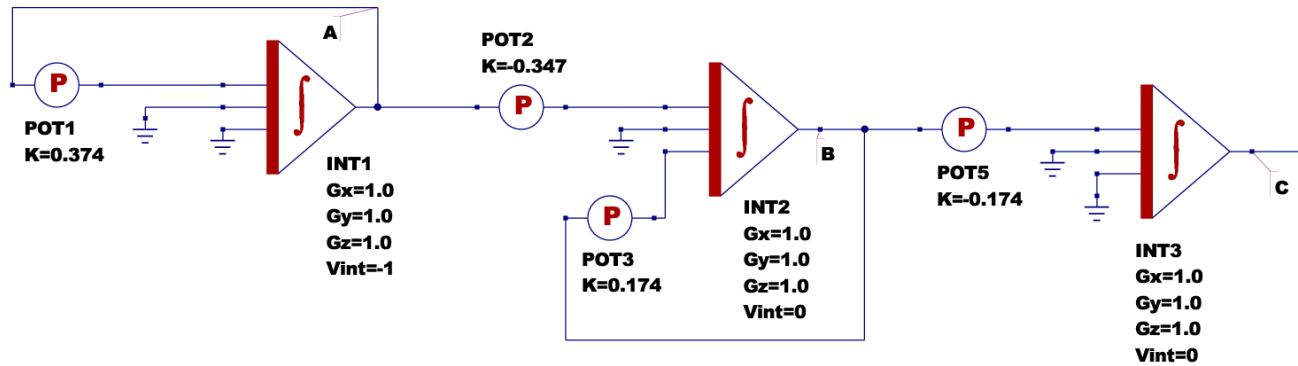 A
P
POT1
K=0.374
∫
INT1
Gx=1.0
Gy=1.0
Gz=1.0
Vint=-1
POT2
K=-0.347
P
P
POT3
K=0.174
∫
B
INT2
Gx=1.0
Gy=1.0
Gz=1.0
Vint=0
P
POT5
K=-0.174
∫
C
INT3
Gx=1.0
Gy=1.0
Gz=1.0
Vint=0